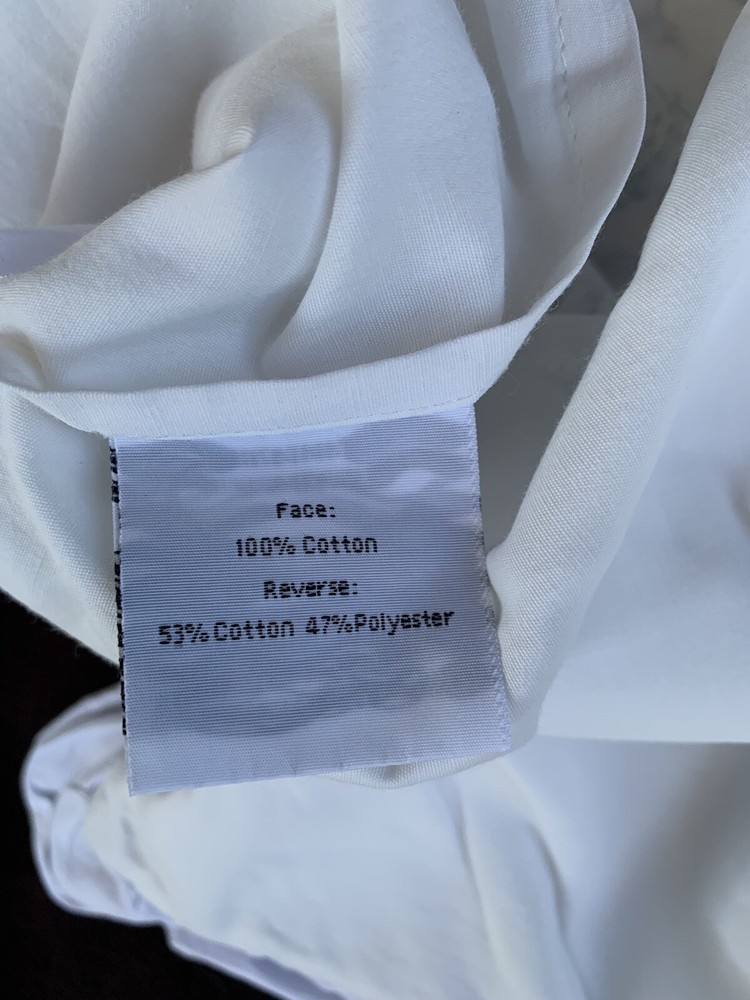 Face:
100% Cotton
Reverse:
53% Cotton 47% Polyester